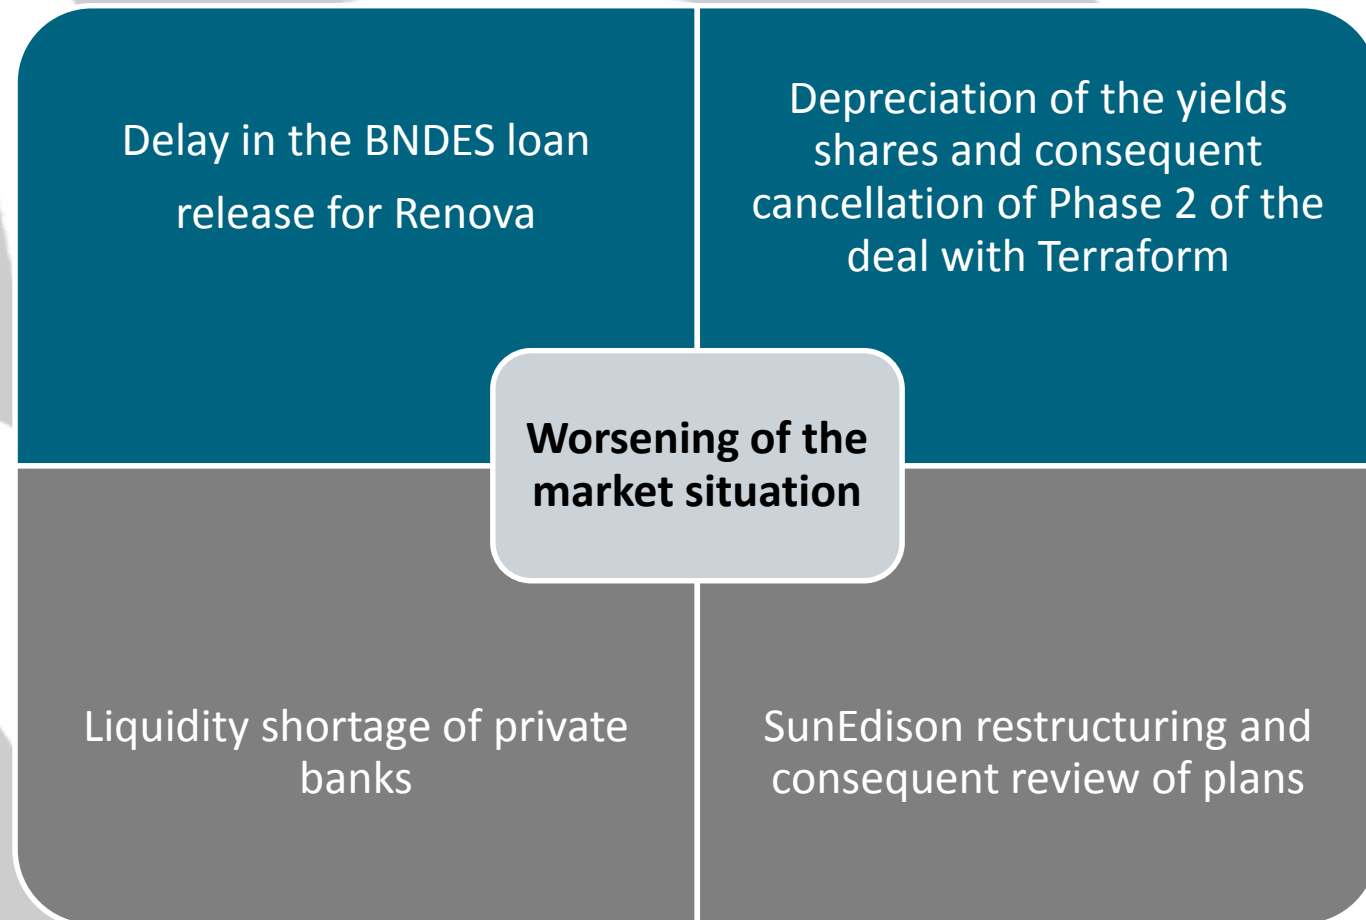 Delay in the BNDES loan
release for Renova
Depreciation of the yields
shares and consequent
cancellation of Phase 2 of the
deal with Terraform
Worsening of the
market situation
Liquidity shortage of private
banks
SunEdison restructuring and
consequent review of plans